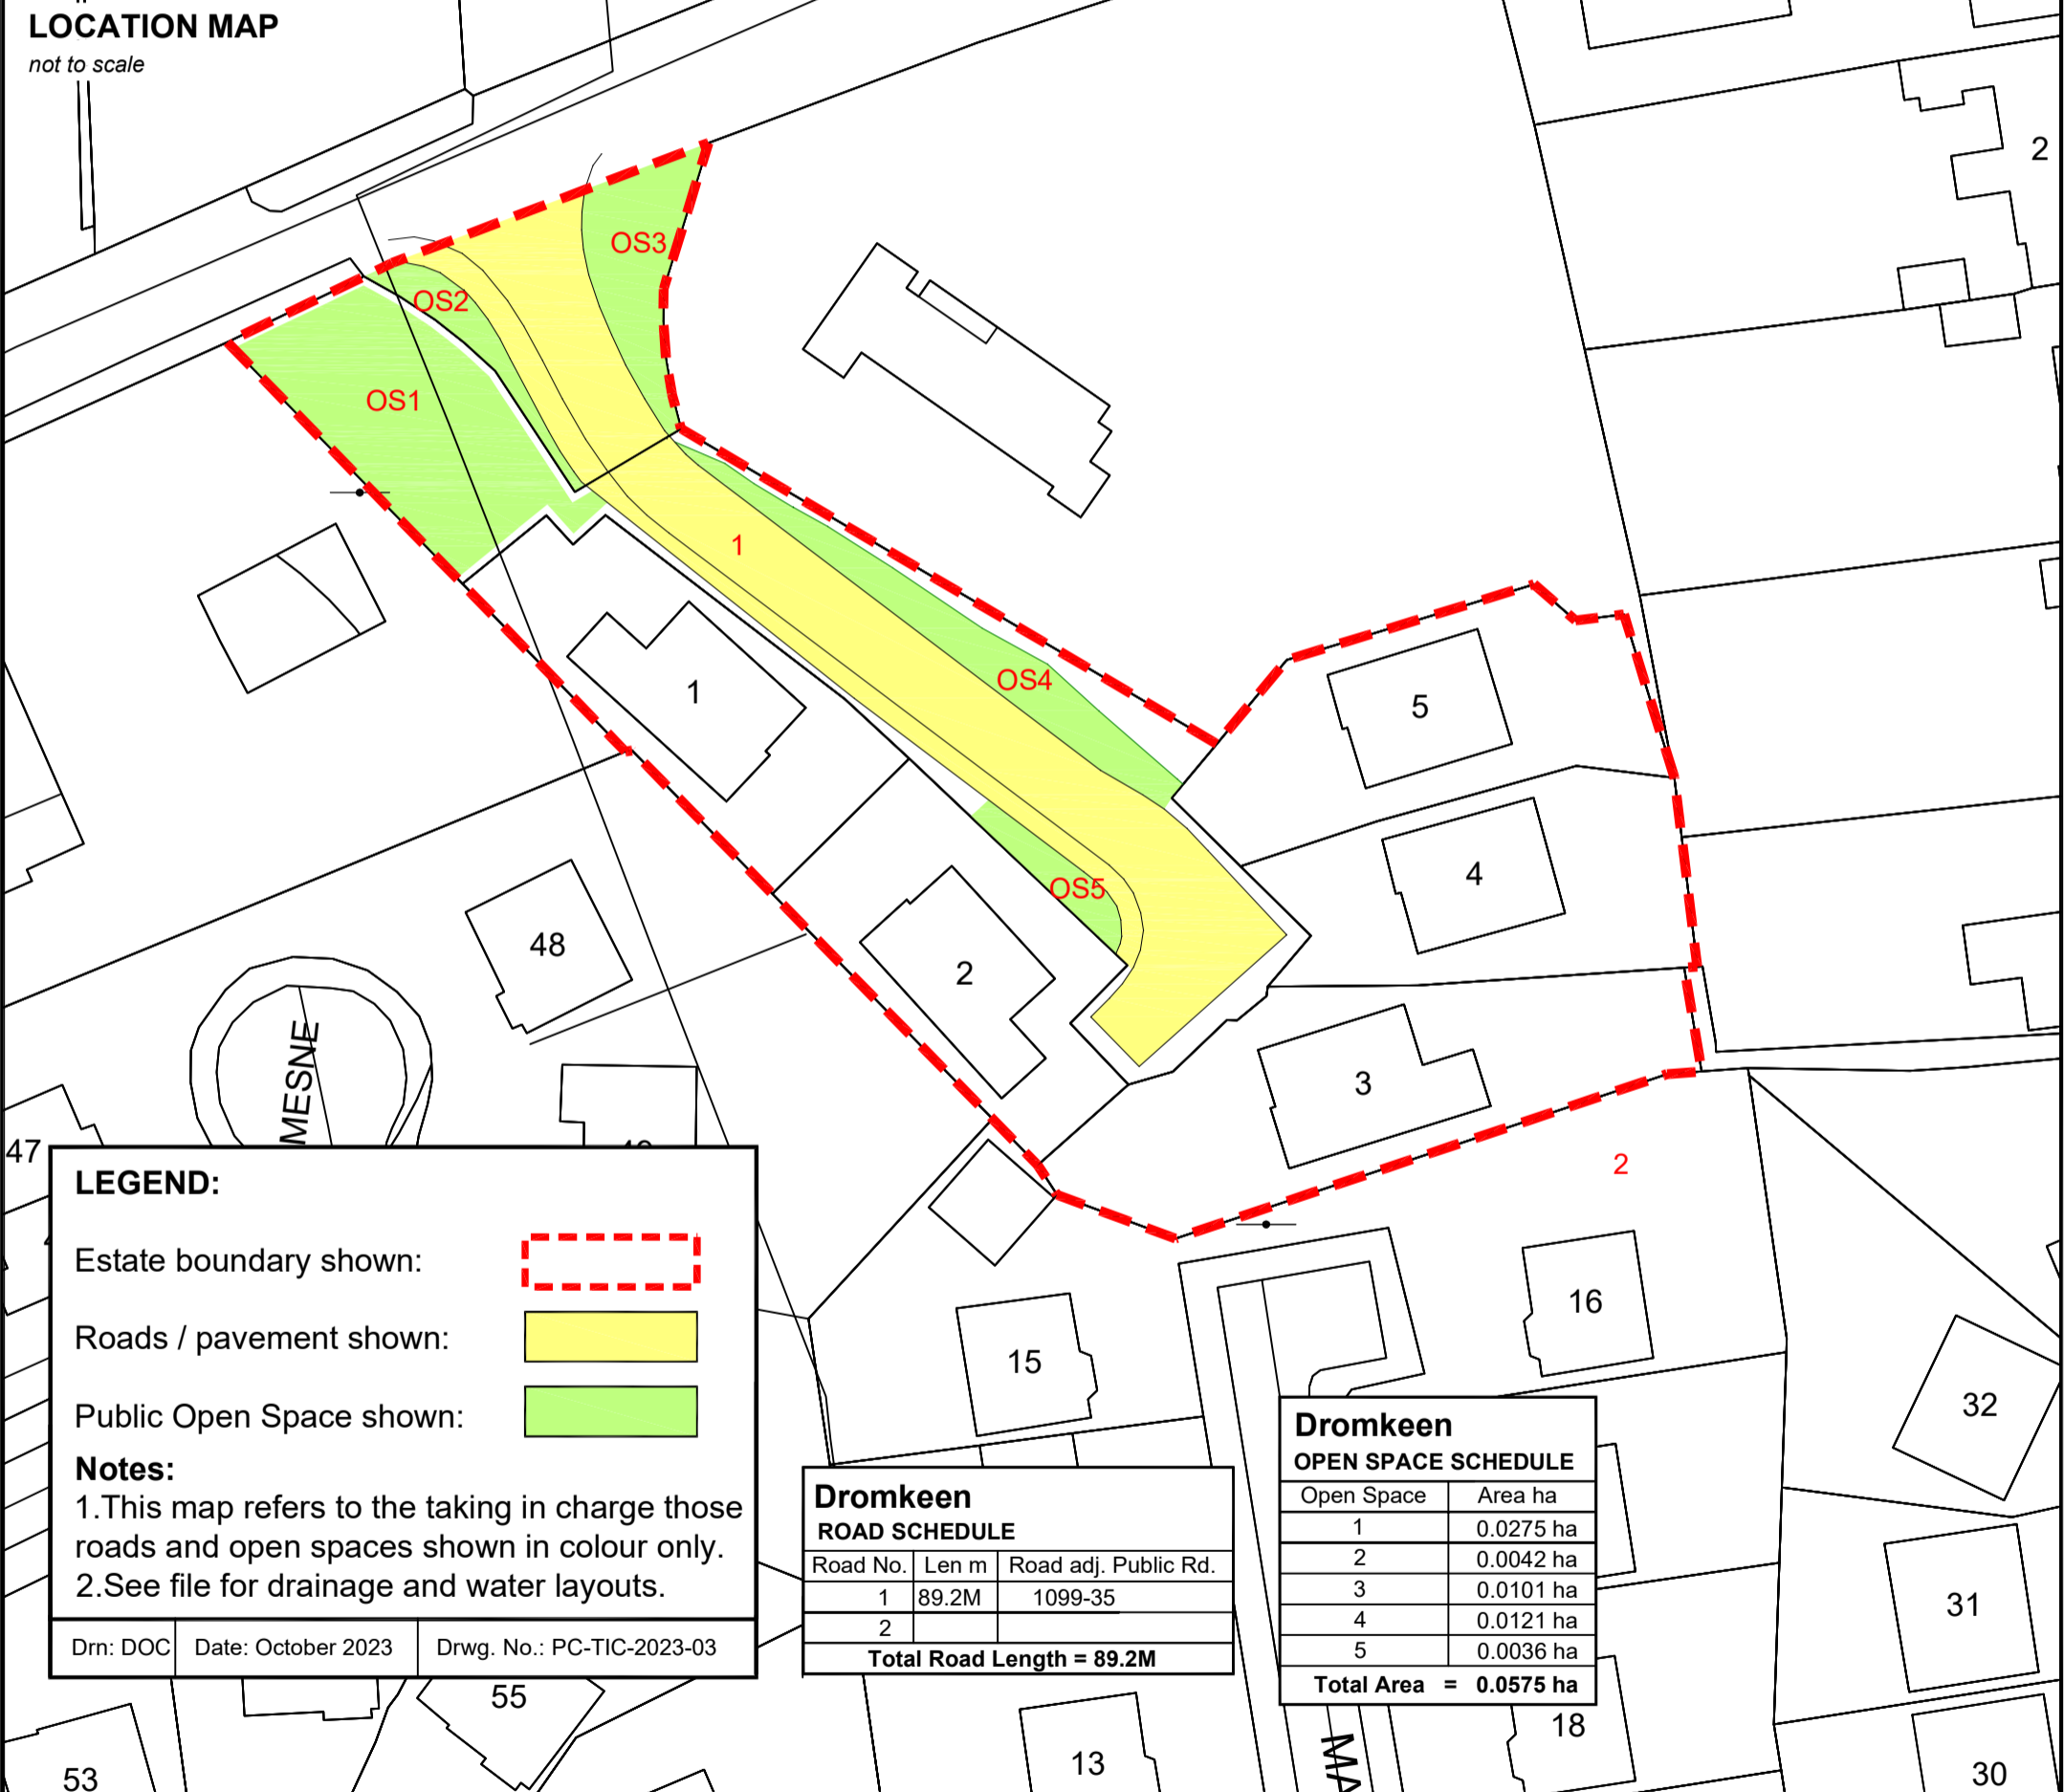 LOCATION MAP
not to scale
2
OS3
OS2
OS1
1
OS4
5
1
4
OS5
48
2
3
MESNE
47
2
16
15
32
31
18
55
13
53
30
MA
LEGEND:
Estate boundary shown:
Roads / pavement shown:
Public Open Space shown:
Notes:
1.This map refers to the taking in charge those
roads and open spaces shown in colour only.
2.See file for drainage and water layouts.
Drn: DOC Date: October 2023 Drwg. No.: PC-TIC-2023-03
Dromkeen
ROAD SCHEDULE
Road No. Len m Road adj. Public Rd.
1 89.2M 1099-35
2
Total Road Length = 89.2M
Dromkeen
OPEN SPACE SCHEDULE
Open Space Area ha
1 0.0275 ha
2 0.0042 ha
3 0.0101 ha
4 0.0121 ha
5 0.0036 ha
Total Area = 0.0575 ha